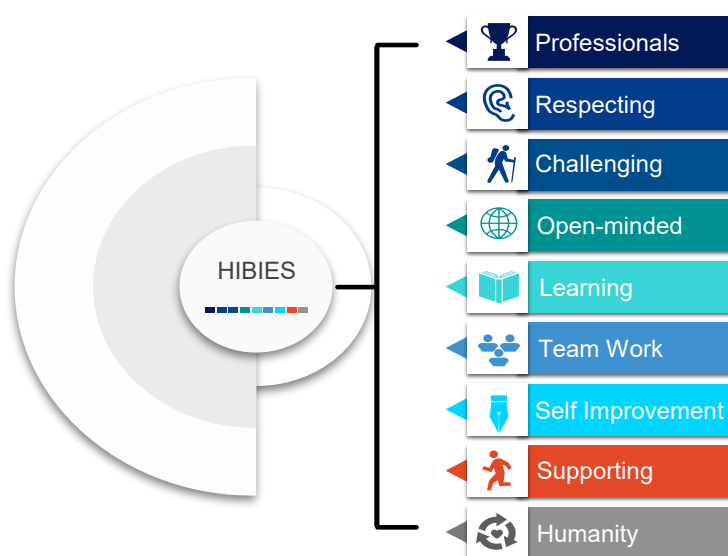 HIBIES
Professionals
Respecting
Challenging
Open-minded
Learning
Team Work
Self Improvement
Supporting
Humanity